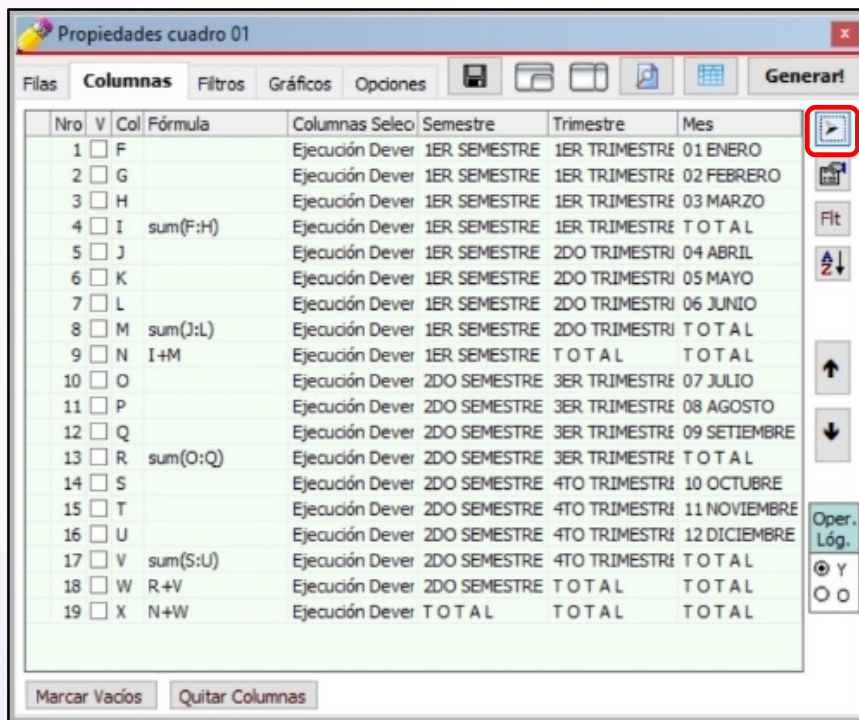 Propiedades cuadro 01
x
Filas Columnas Filtros Gráficos Opciones Generar!
Nro V Col Fórmula Columnas Selec Semestre Trimestre Mes
1 F Ejecución Dever 1ER SEMESTRE 1ER TRIMESTRE 01 ENERO
2 G Ejecución Dever 1ER SEMESTRE 1ER TRIMESTRE 02 FEBRERO
3 H Ejecución Dever 1ER SEMESTRE 1ER TRIMESTRE 03 MARZO
4 I sum(F:H) Ejecución Dever 1ER SEMESTRE 1ER TRIMESTRE T O T A L
5 J Ejecución Dever 1ER SEMESTRE 2DO TRIMESTRI 04 ABRIL
6 K Ejecución Dever 1ER SEMESTRE 2DO TRIMESTRI 05 MAYO
7 L Ejecución Dever 1ER SEMESTRE 2DO TRIMESTRI 06 JUNIO
8 M sum(J:L) Ejecución Dever 1ER SEMESTRE 2DO TRIMESTRI T O T A L
9 N I+M Ejecución Dever 1ER SEMESTRE T O T A L T O T A L
10 O Ejecución Dever 2DO SEMESTRE 3ER TRIMESTRE 07 JULIO
11 P Ejecución Dever 2DO SEMESTRE 3ER TRIMESTRE 08 AGOSTO
12 Q Ejecución Dever 2DO SEMESTRE 3ER TRIMESTRE 09 SETIEMBRE
13 R sum(O:Q) Ejecución Dever 2DO SEMESTRE 3ER TRIMESTRE T O T A L
14 S Ejecución Dever 2DO SEMESTRE 4TO TRIMESTRE 10 OCTUBRE
15 T Ejecución Dever 2DO SEMESTRE 4TO TRIMESTRE 11 NOVIEMBRE
16 U Ejecución Dever 2DO SEMESTRE 4TO TRIMESTRE 12 DICIEMBRE
17 V sum(S:U) Ejecución Dever 2DO SEMESTRE 4TO TRIMESTRE T O T A L
18 W R+V Ejecución Dever 2DO SEMESTRE T O T A L T O T A L
19 X N+W Ejecución Dever T O T A L T O T A L T O T A L
Flt
A
Z
Oper.
Lóg.
Y
O
Marcar Vacíos Quitar Columnas